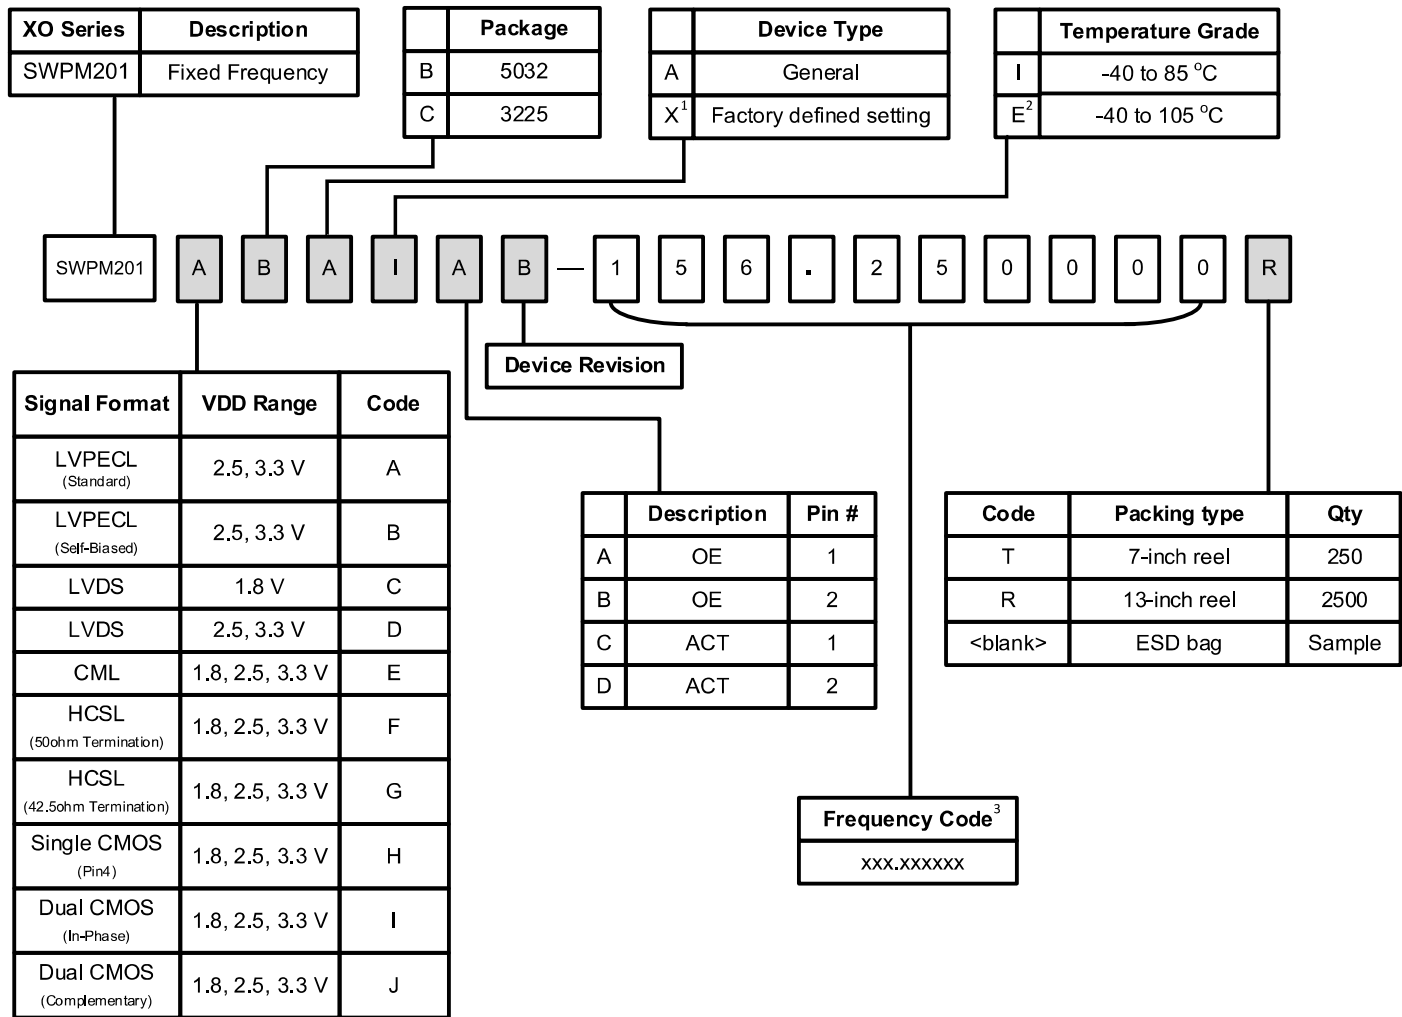 XO Series Description
SWPM201 Fixed Frequency
Package
B 5032
C 3225
Device Type
A General
X1 Factory defined setting
Temperature Grade
I -40 to 85 °C
E2 -40 to 105 °C
SWPM201 A B A I A B — 1 5 6 . 2 5 0 0 0 0 R
Device Revision
Signal Format VDD Range Code
LVPECL
(Standard)
2.5, 3.3 V A
LVPECL
(Self-Biased)
2.5, 3.3 V B
LVDS 1.8 V C
LVDS 2.5, 3.3 V D
CML 1.8, 2.5, 3.3 V E
HCSL
(50ohm Termination)
1.8, 2.5, 3.3 V F
HCSL
(42.5ohm Termination)
1.8, 2.5, 3.3 V G
Single CMOS
(Pin4)
1.8, 2.5, 3.3 V H
Dual CMOS
(In-Phase)
1.8, 2.5, 3.3 V I
Dual CMOS
(Complementary)
1.8, 2.5, 3.3 V J
Description Pin #
A OE 1
B OE 2
C ACT 1
D ACT 2
Code Packing type Qty
T 7-inch reel 250
R 13-inch reel 2500
<blank> ESD bag Sample
Frequency Code3
xxx.xxxxxx